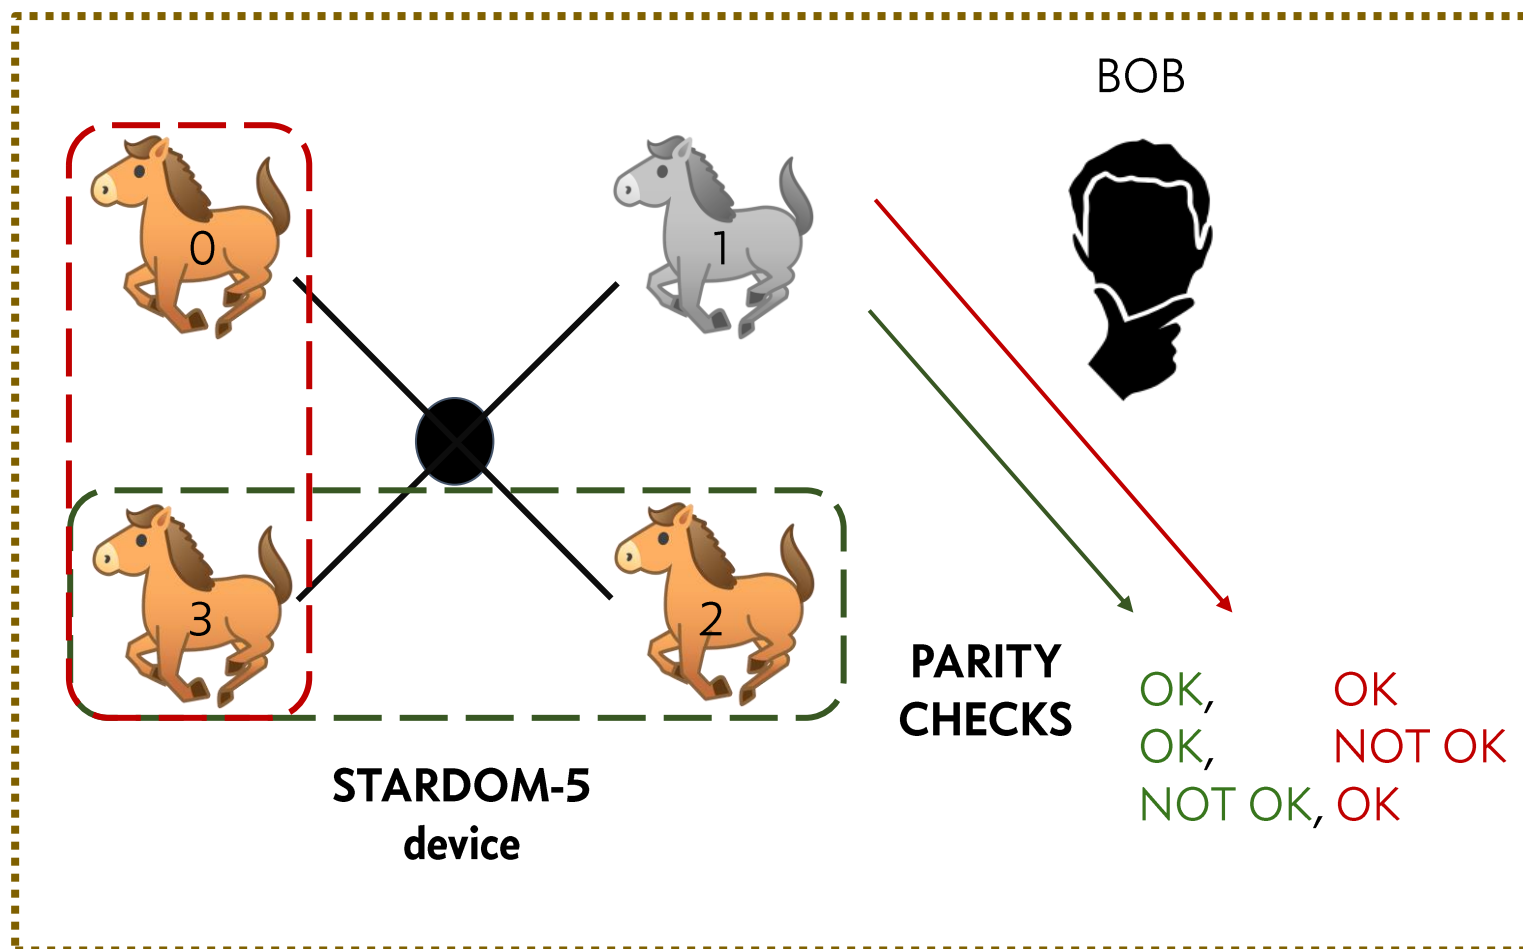 BOB
0
1
3
2
PARITY
CHECKS
OK, OK
OK, NOT OK
NOT OK, OK
STARDOM-5
device